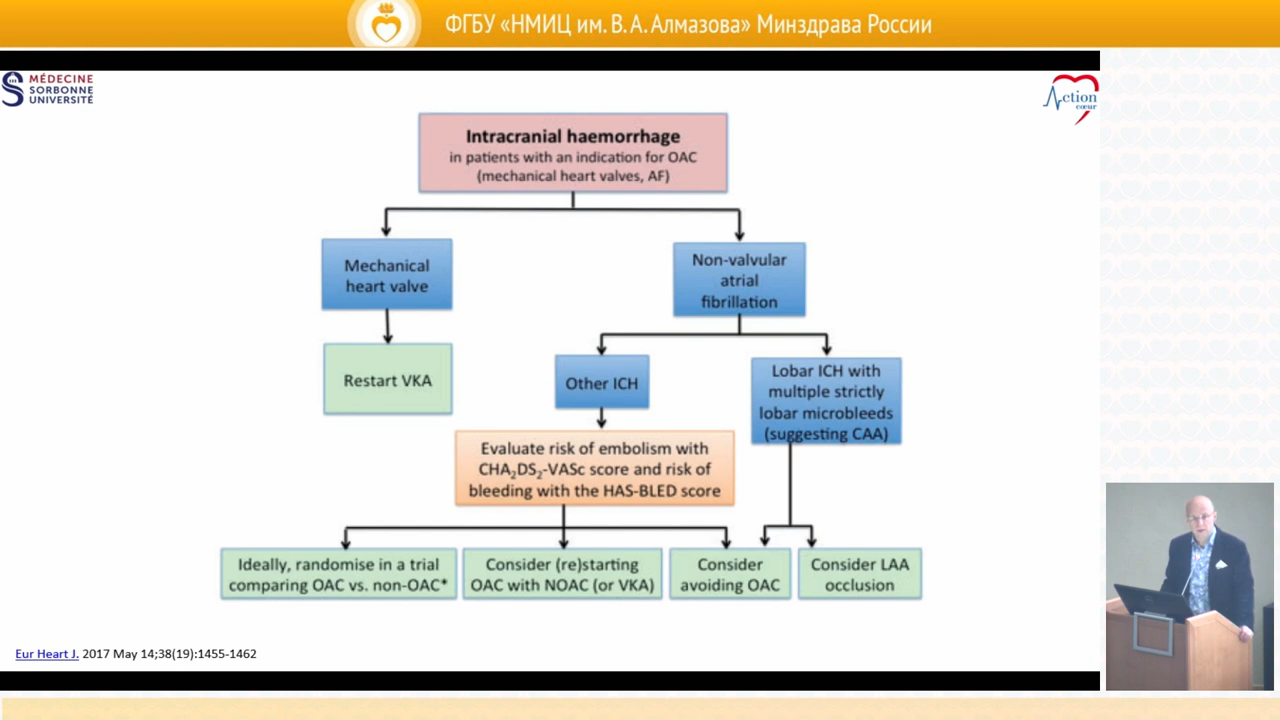 ФГБУ «НМИЦ им. В. А. Алмазова» Минздрава России
MÉDECINE
SORBONNE
UNIVERSITÉ
Action
cœur
Intracranial haemorrhage
in patients with an indication for OAC
(mechanical heart valves, AF)
Mechanical
heart valve
Non-valvular
atrial
fibrillation
Restart VKA
Other ICH
Lobar ICH with
multiple strictly
lobar microbleeds
(suggesting CAA)
Evaluate risk of embolism with
CHA₂DS₂-VASc score and risk of
bleeding with the HAS-BLED score
Ideally, randomise in a trial
comparing OAC vs. non-OAC*
Consider (re)starting
OAC with NOAC (or VKA)
Consider
avoiding OAC
Consider LAA
occlusion
Eur Heart J. 2017 May 14;38(19):1455-1462